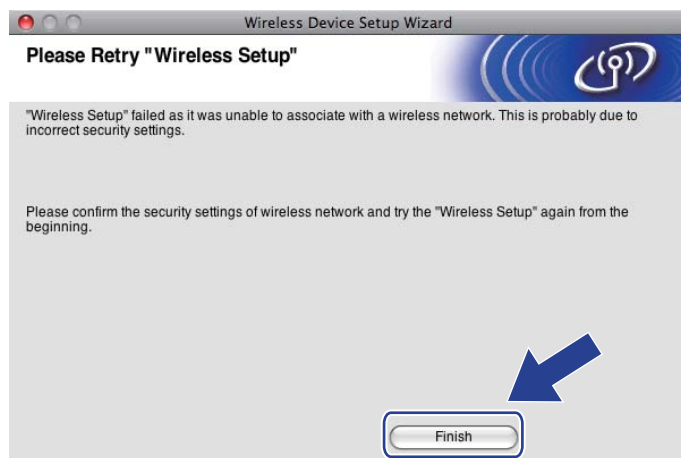 Wireless Device Setup Wizard
Please Retry "Wireless Setup"
"Wireless Setup" failed as it was unable to associate with a wireless network. This is probably due to
incorrect security settings.
Please confirm the security settings of wireless network and try the "Wireless Setup" again from the
beginning.
Finish